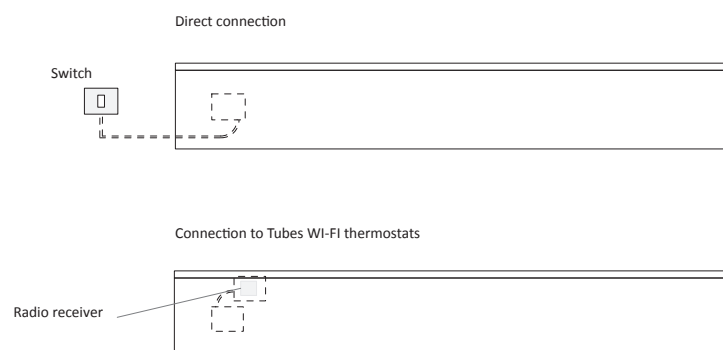 Direct connection
Switch
Connection to Tubes WI-FI thermostats
Radio receiver